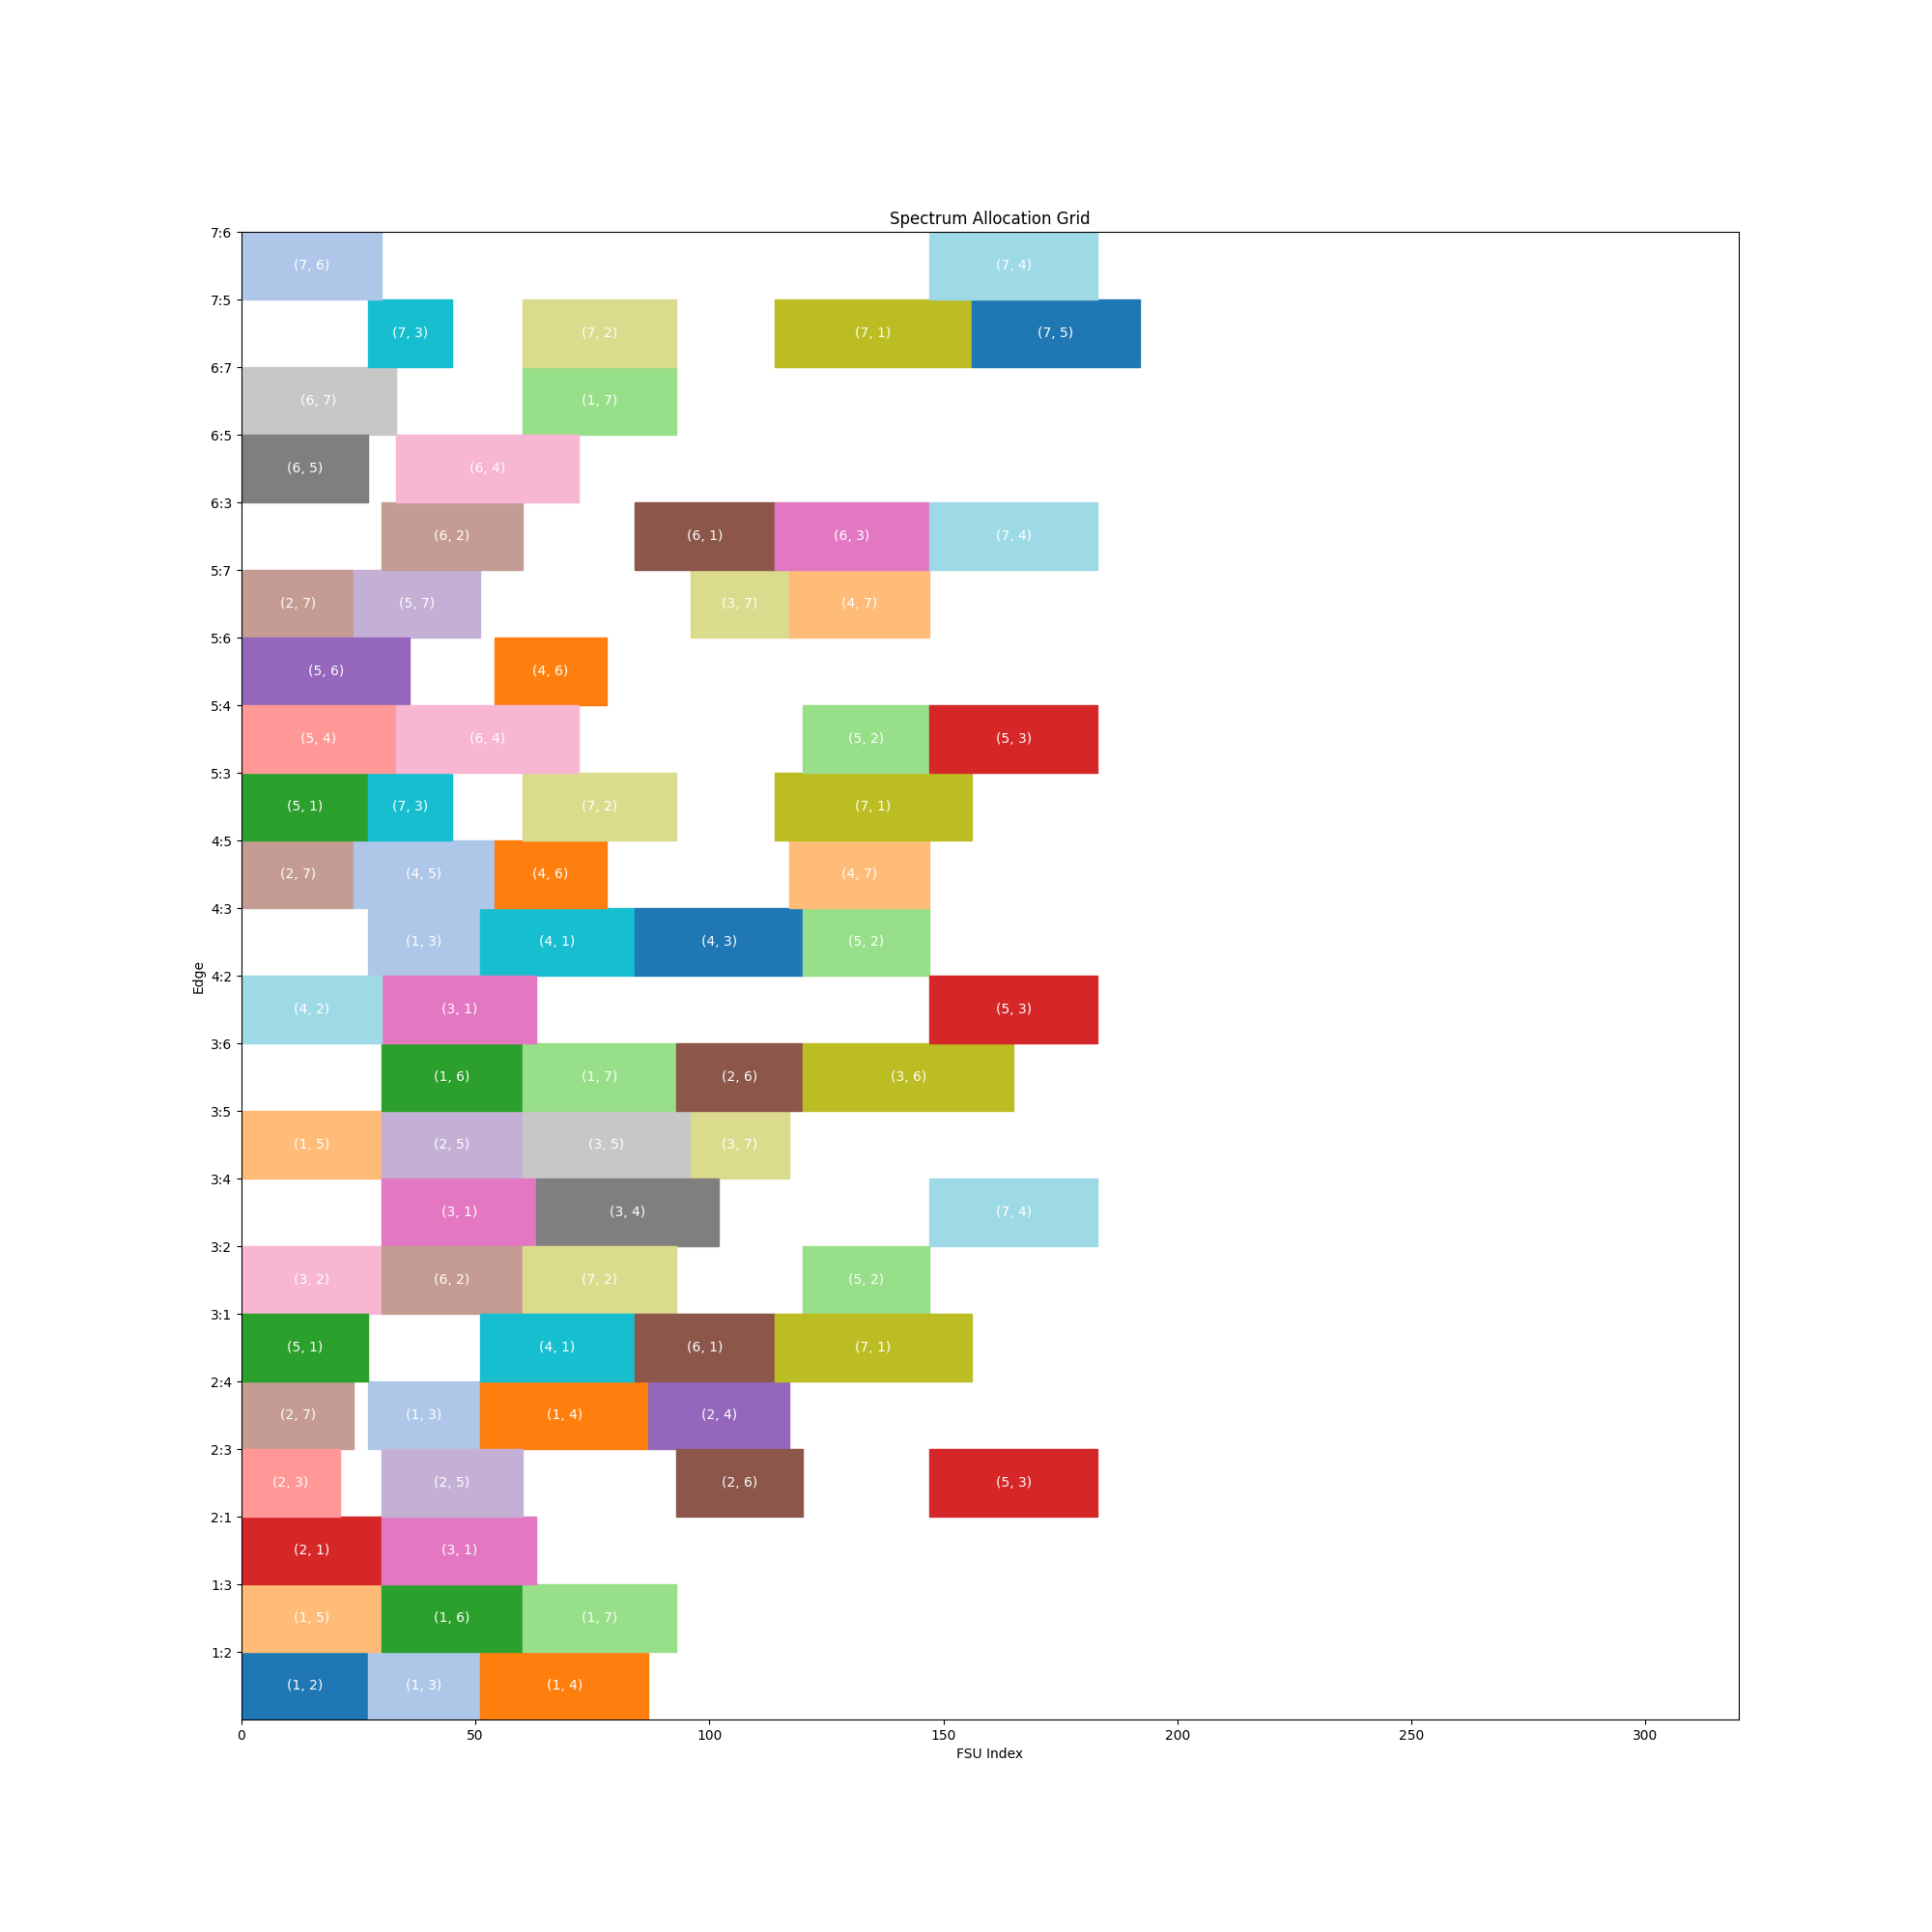 Spectrum Allocation Grid
7:6
(7, 6) (7, 4)
7:5
(7, 3) (7, 2) (7, 1) (7, 5)
6:7
(6, 7) (1, 7)
6:5
(6, 5) (6, 4)
6:3
(6, 2) (6, 1) (6, 3) (7, 4)
5:7
(2, 7) (5, 7) (3, 7) (4, 7)
5:6
(5, 6) (4, 6)
5:4
(5, 4) (6, 4) (5, 2) (5, 3)
5:3
(5, 1) (7, 3) (7, 2) (7, 1)
4:5
(2, 7) (4, 5) (4, 6) (4, 7)
4:3
(1, 3) (4, 1) (4, 3) (5, 2)
4:2
Edge
(4, 2) (3, 1) (5, 3)
3:6
(1, 6) (1, 7) (2, 6) (3, 6)
3:5
(1, 5) (2, 5) (3, 5) (3, 7)
3:4
(3, 1) (3, 4) (7, 4)
3:2
(3, 2) (6, 2) (7, 2) (5, 2)
3:1
(5, 1) (4, 1) (6, 1) (7, 1)
2:4
(2, 7) (1, 3) (1, 4) (2, 4)
2:3
(2, 3) (2, 5) (2, 6) (5, 3)
2:1
(2, 1) (3, 1)
1:3
(1, 5) (1, 6) (1, 7)
1:2
(1, 2) (1, 3) (1, 4)
0 50 100 150 200 250 300
FSU Index